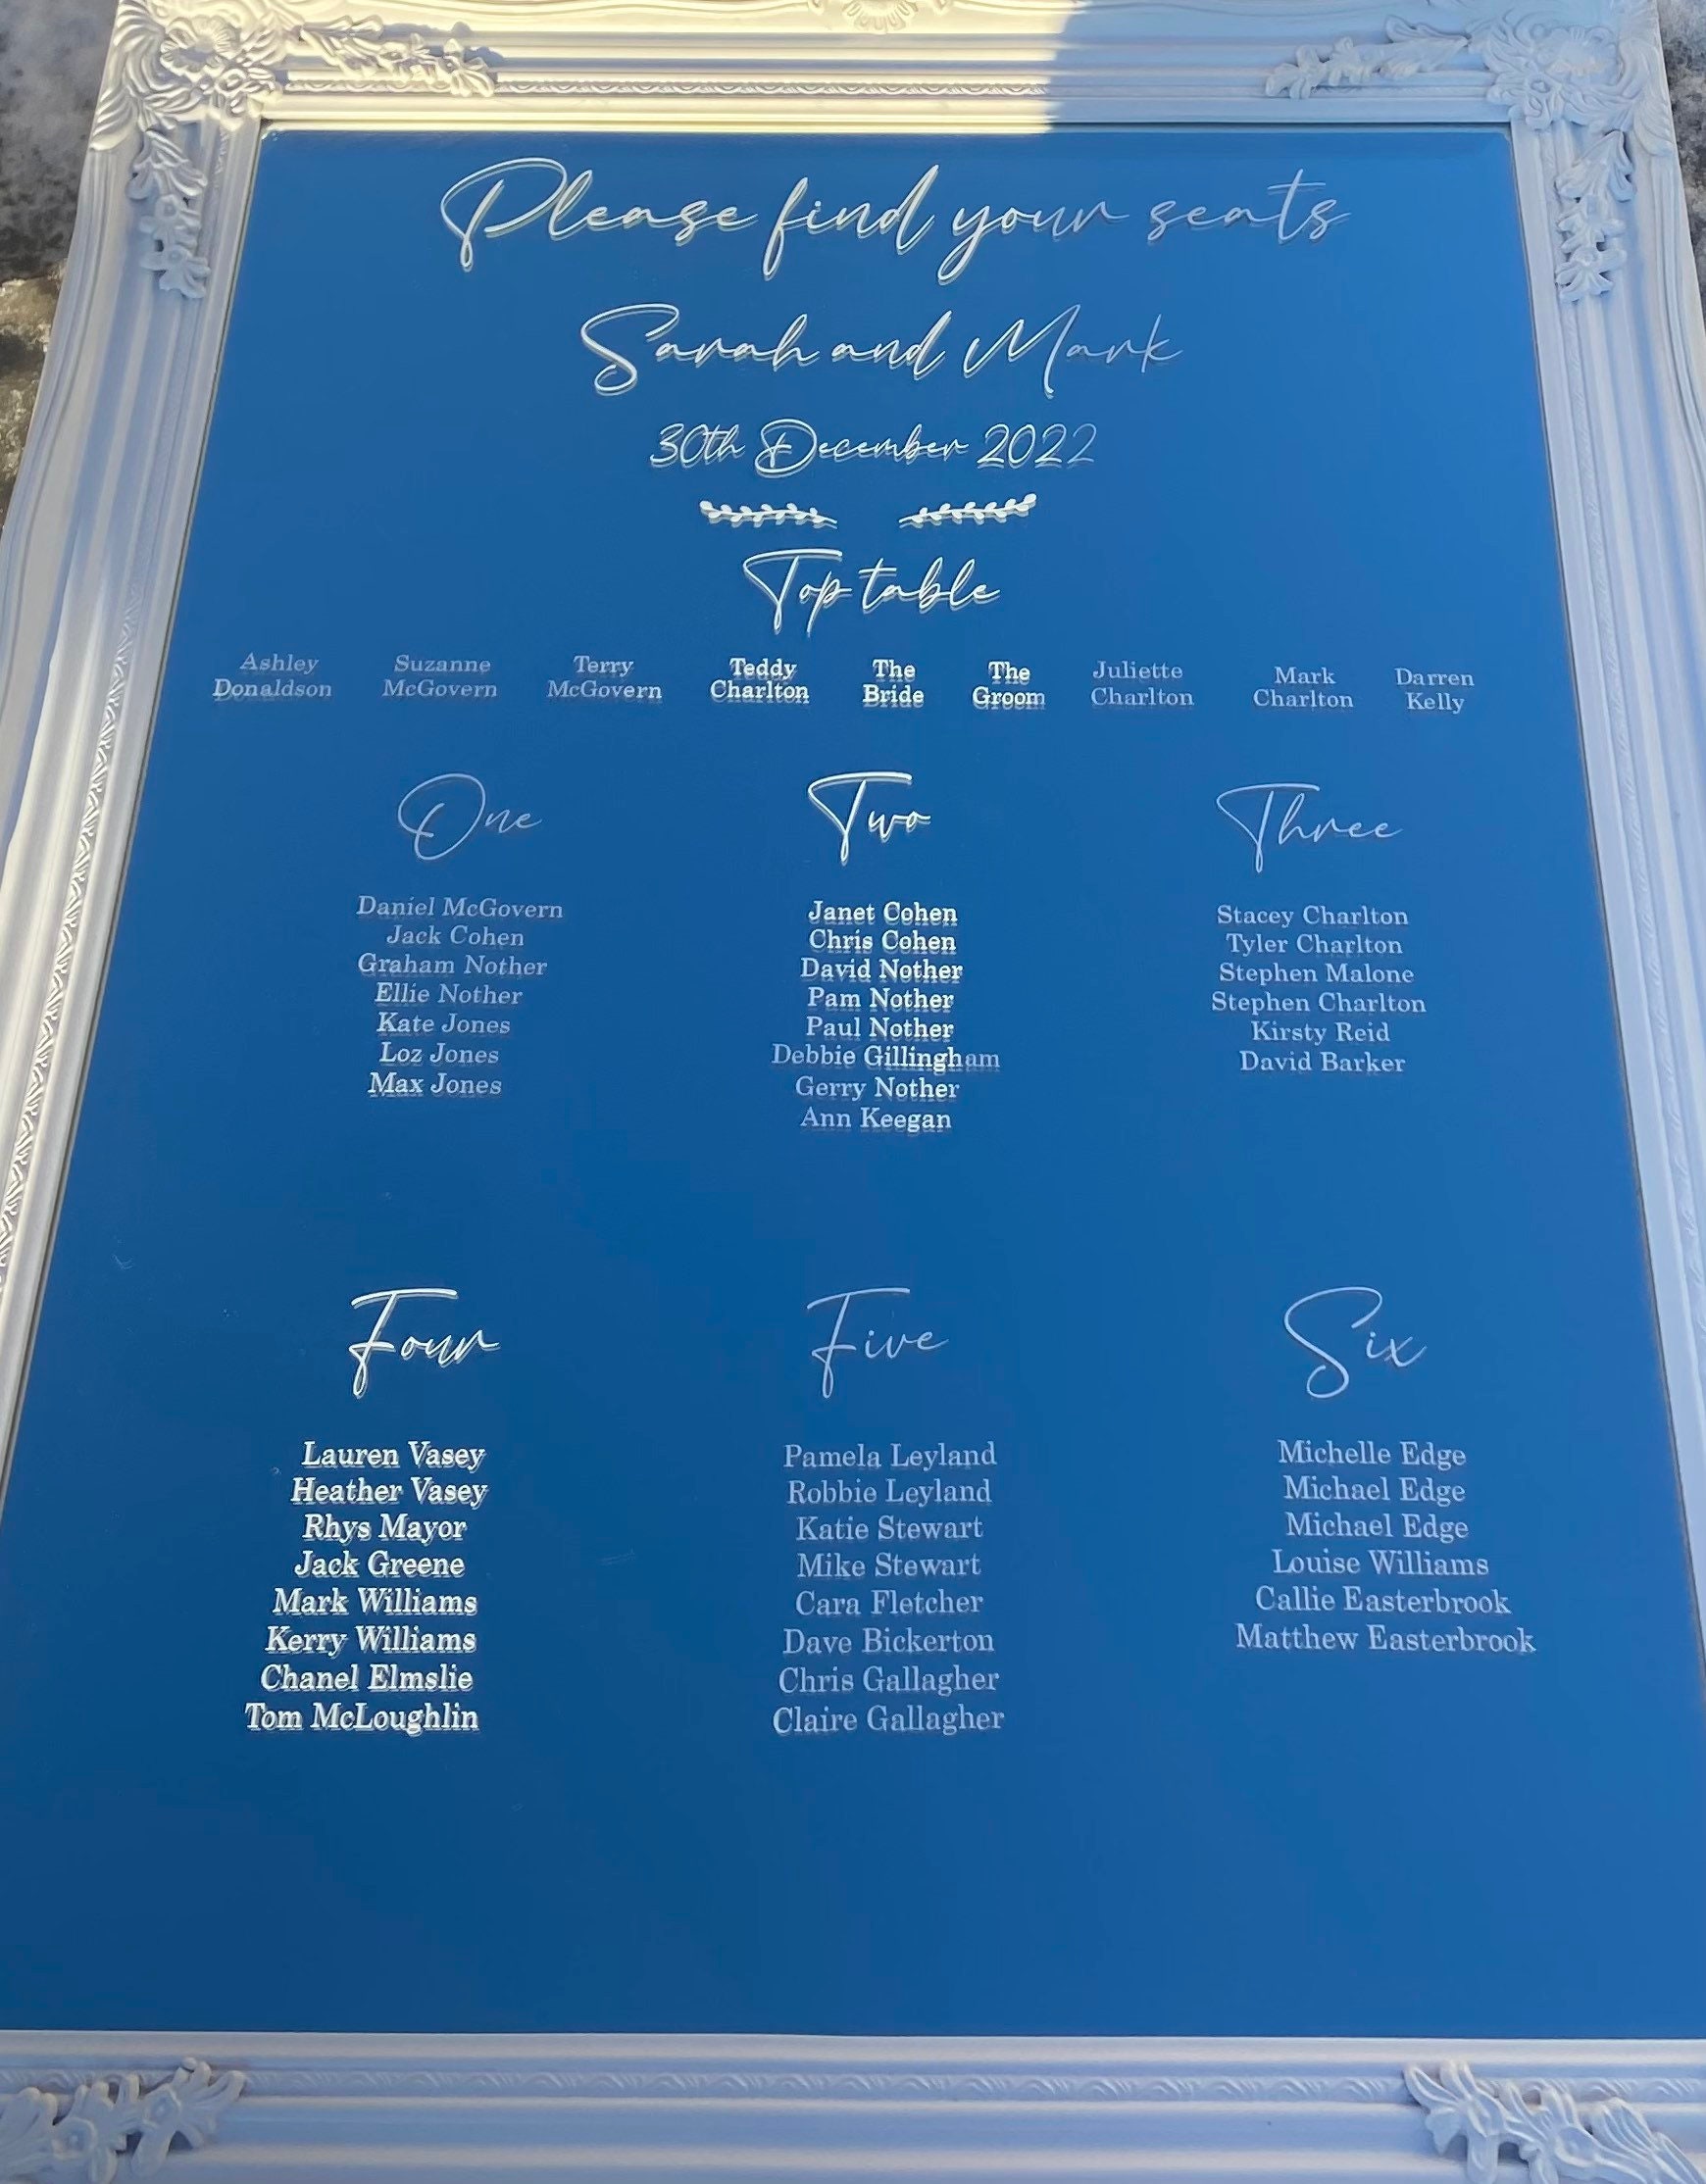 Please find your seats
Sarah and Mark
30th December 2022
Top table
Ashley
Donaldson
Suzanne
McGovern
Terry
McGovern
Teddy
Charlton
The
Bride
The
Groom
Juliette
Charlton
Mark
Charlton
Darren
Kelly
One
Daniel McGovern
Jack Cohen
Graham Nother
Ellie Nother
Kate Jones
Loz Jones
Max Jones
Two
Janet Cohen
Chris Cohen
David Nother
Pam Nother
Paul Nother
Debbie Gillingham
Gerry Nother
Ann Keegan
Three
Stacey Charlton
Tyler Charlton
Stephen Malone
Stephen Charlton
Kirsty Reid
David Barker
Four
Lauren Vasey
Heather Vasey
Rhys Mayor
Jack Greene
Mark Williams
Kerry Williams
Chanel Elmslie
Tom McLoughlin
Five
Pamela Leyland
Robbie Leyland
Katie Stewart
Mike Stewart
Cara Fletcher
Dave Bickerton
Chris Gallagher
Claire Gallagher
Six
Michelle Edge
Michael Edge
Michael Edge
Louise Williams
Callie Easterbrook
Matthew Easterbrook